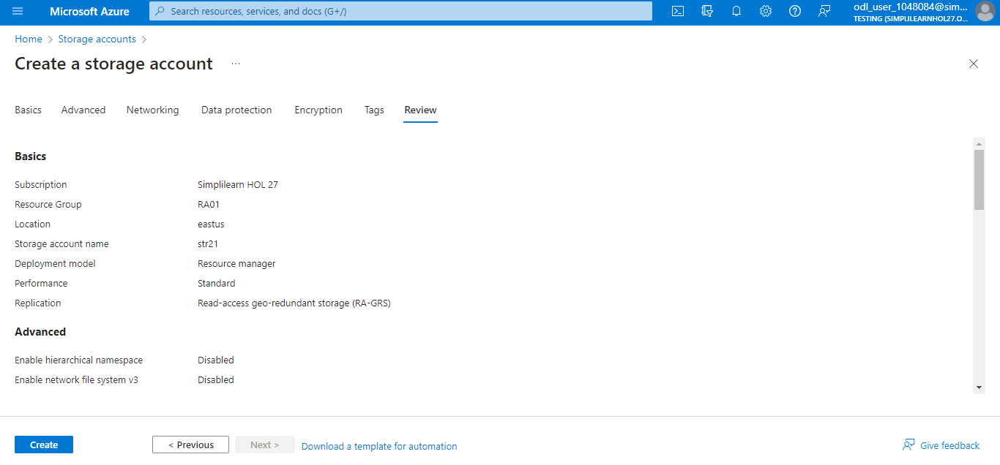 Microsoft Azure
Search resources, services, and docs (G+/)
odl_user_1048084@sim...
TESTING (SIMPLILEARNHOL27.O...
Home > Storage accounts >
Create a storage account ...
Basics Advanced Networking Data protection Encryption Tags Review
Basics
Subscription Simplilearn HOL 27
Resource Group RA01
Location eastus
Storage account name str21
Deployment model Resource manager
Performance Standard
Replication Read-access geo-redundant storage (RA-GRS)
Advanced
Enable hierarchical namespace Disabled
Enable network file system v3 Disabled
Create < Previous Next > Download a template for automation Give feedback